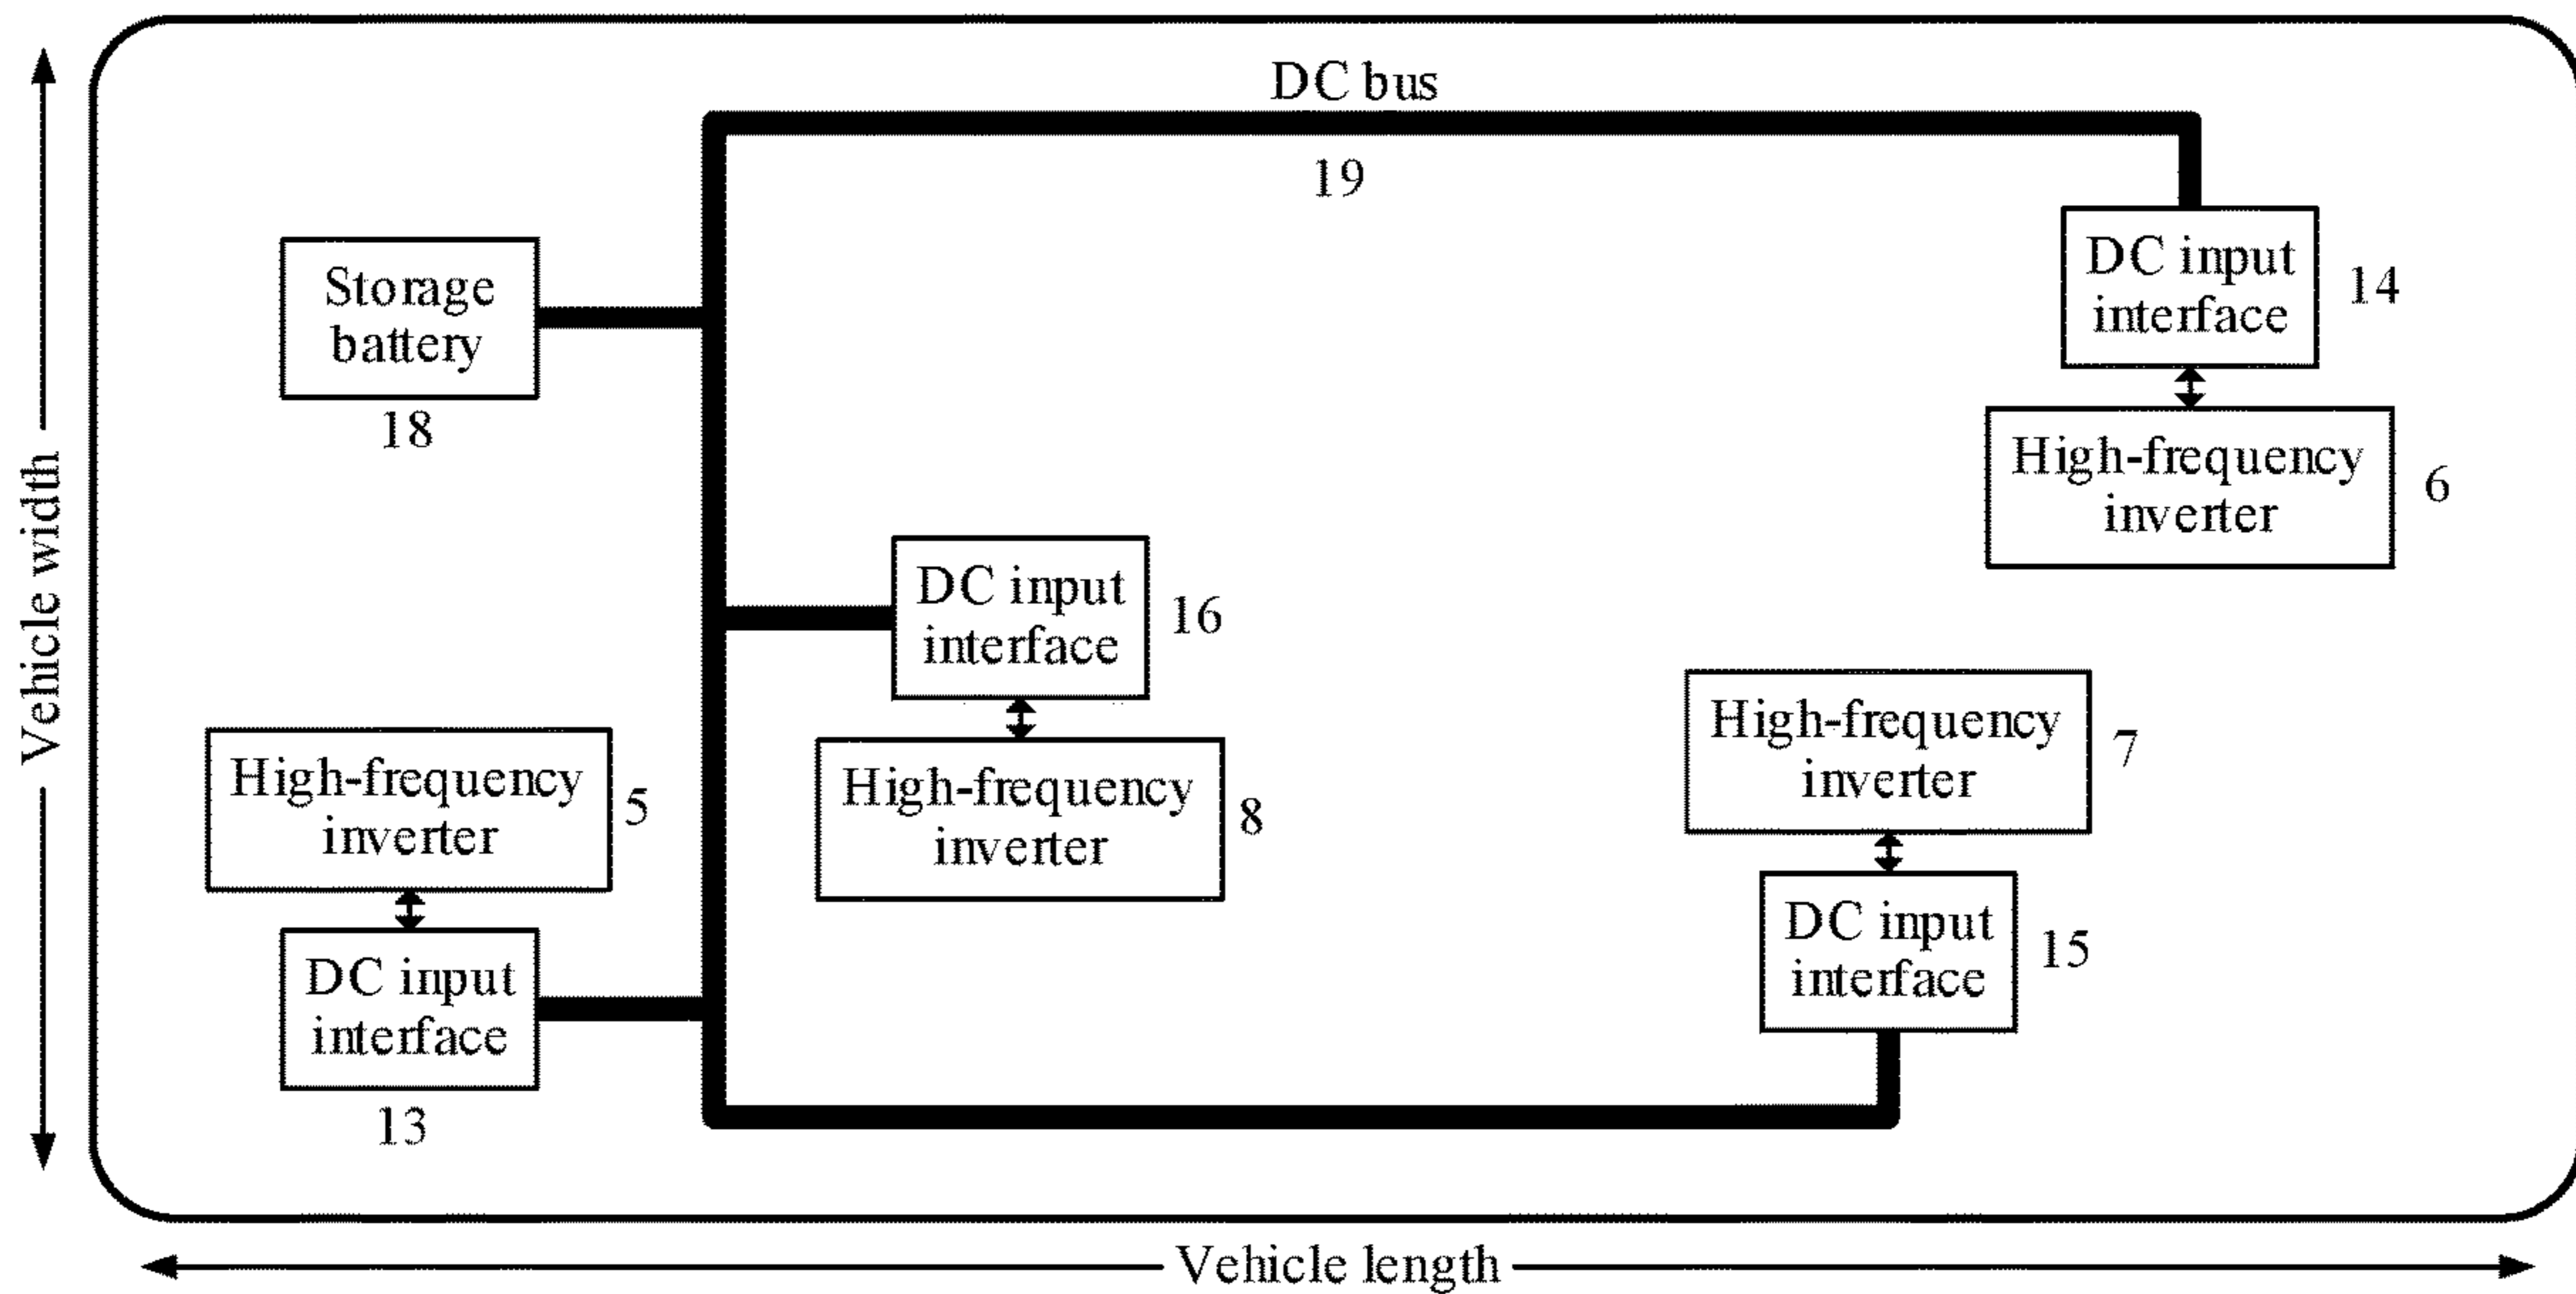 DC bus
19
Storage
battery
18
DC input
interface
14
High-frequency
inverter
6
DC input
interface
16
High-frequency
inverter
8
High-frequency
inverter
5
DC input
interface
13
High-frequency
inverter
7
DC input
interface
15
Vehicle width
Vehicle length